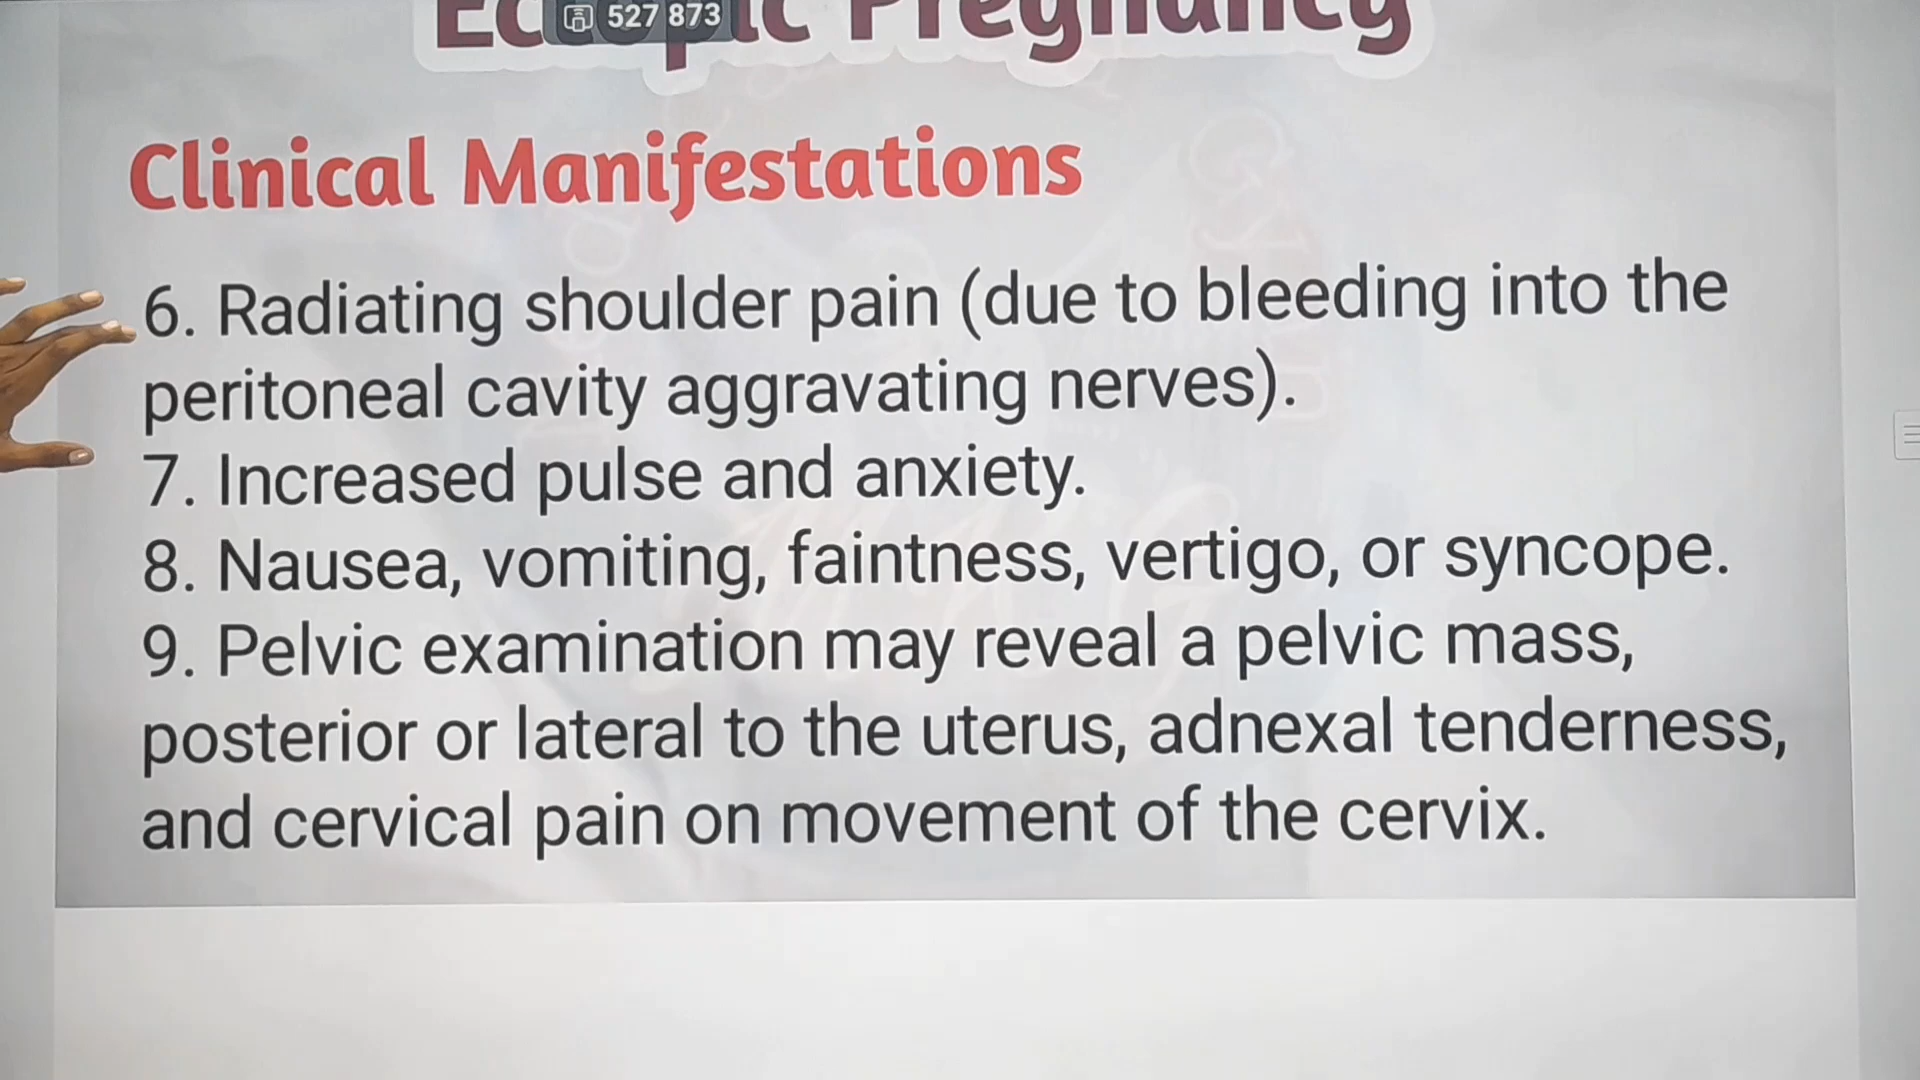 Ectopic Pregnancy
527 873
Clinical Manifestations
6. Radiating shoulder pain (due to bleeding into the
peritoneal cavity aggravating nerves).
7. Increased pulse and anxiety.
8. Nausea, vomiting, faintness, vertigo, or syncope.
9. Pelvic examination may reveal a pelvic mass,
posterior or lateral to the uterus, adnexal tenderness,
and cervical pain on movement of the cervix.